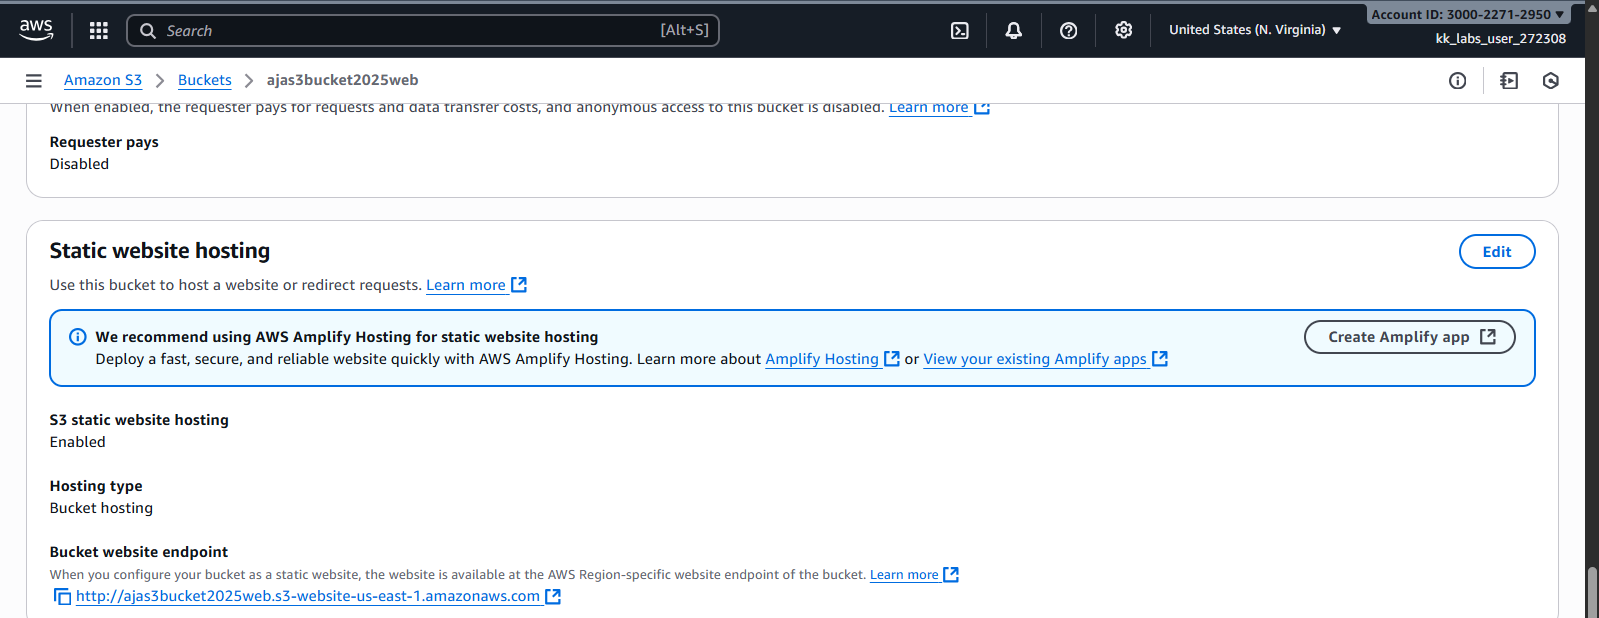 aws
Search [Alt+S]
United States (N. Virginia) ▼
Account ID: 3000-2271-2950 ▼
kk_labs_user_272308
Amazon S3 > Buckets > ajas3bucket2025web
When enabled, the requester pays for requests and data transfer costs, and anonymous access to this bucket is disabled. Learn more
Requester pays
Disabled
Static website hosting
Edit
Use this bucket to host a website or redirect requests. Learn more
We recommend using AWS Amplify Hosting for static website hosting
Deploy a fast, secure, and reliable website quickly with AWS Amplify Hosting. Learn more about Amplify Hosting or View your existing Amplify apps
Create Amplify app
S3 static website hosting
Enabled
Hosting type
Bucket hosting
Bucket website endpoint
When you configure your bucket as a static website, the website is available at the AWS Region-specific website endpoint of the bucket. Learn more
http://ajas3bucket2025web.s3-website-us-east-1.amazonaws.com